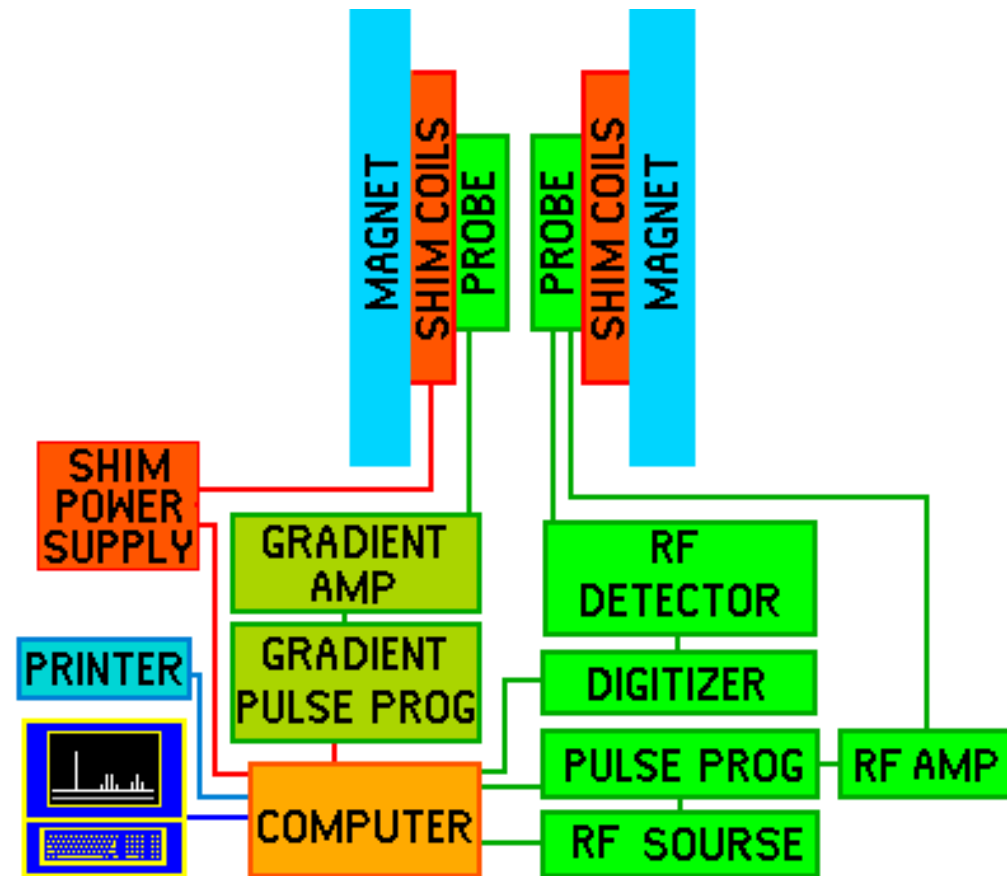 MAGNET
SHIM COILS
PROBE
PROBE
SHIM COILS
MAGNET
SHIM
POWER
SUPPLY
GRADIENT
AMP
RF
DETECTOR
PRINTER
GRADIENT
PULSE PROG
DIGITIZER
PULSE PROG
RF AMP
COMPUTER
RF SOURSE